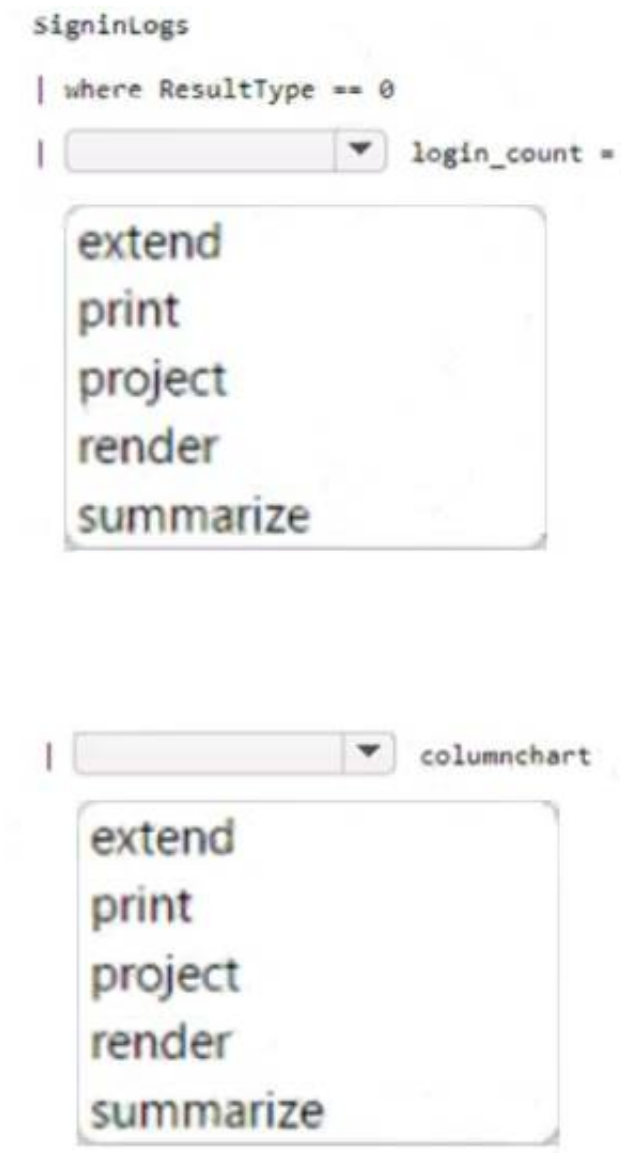 SigninLogs
| where ResultType == 0
| login_count =
extend
print
project
render
summarize
| columnchart
extend
print
project
render
summarize